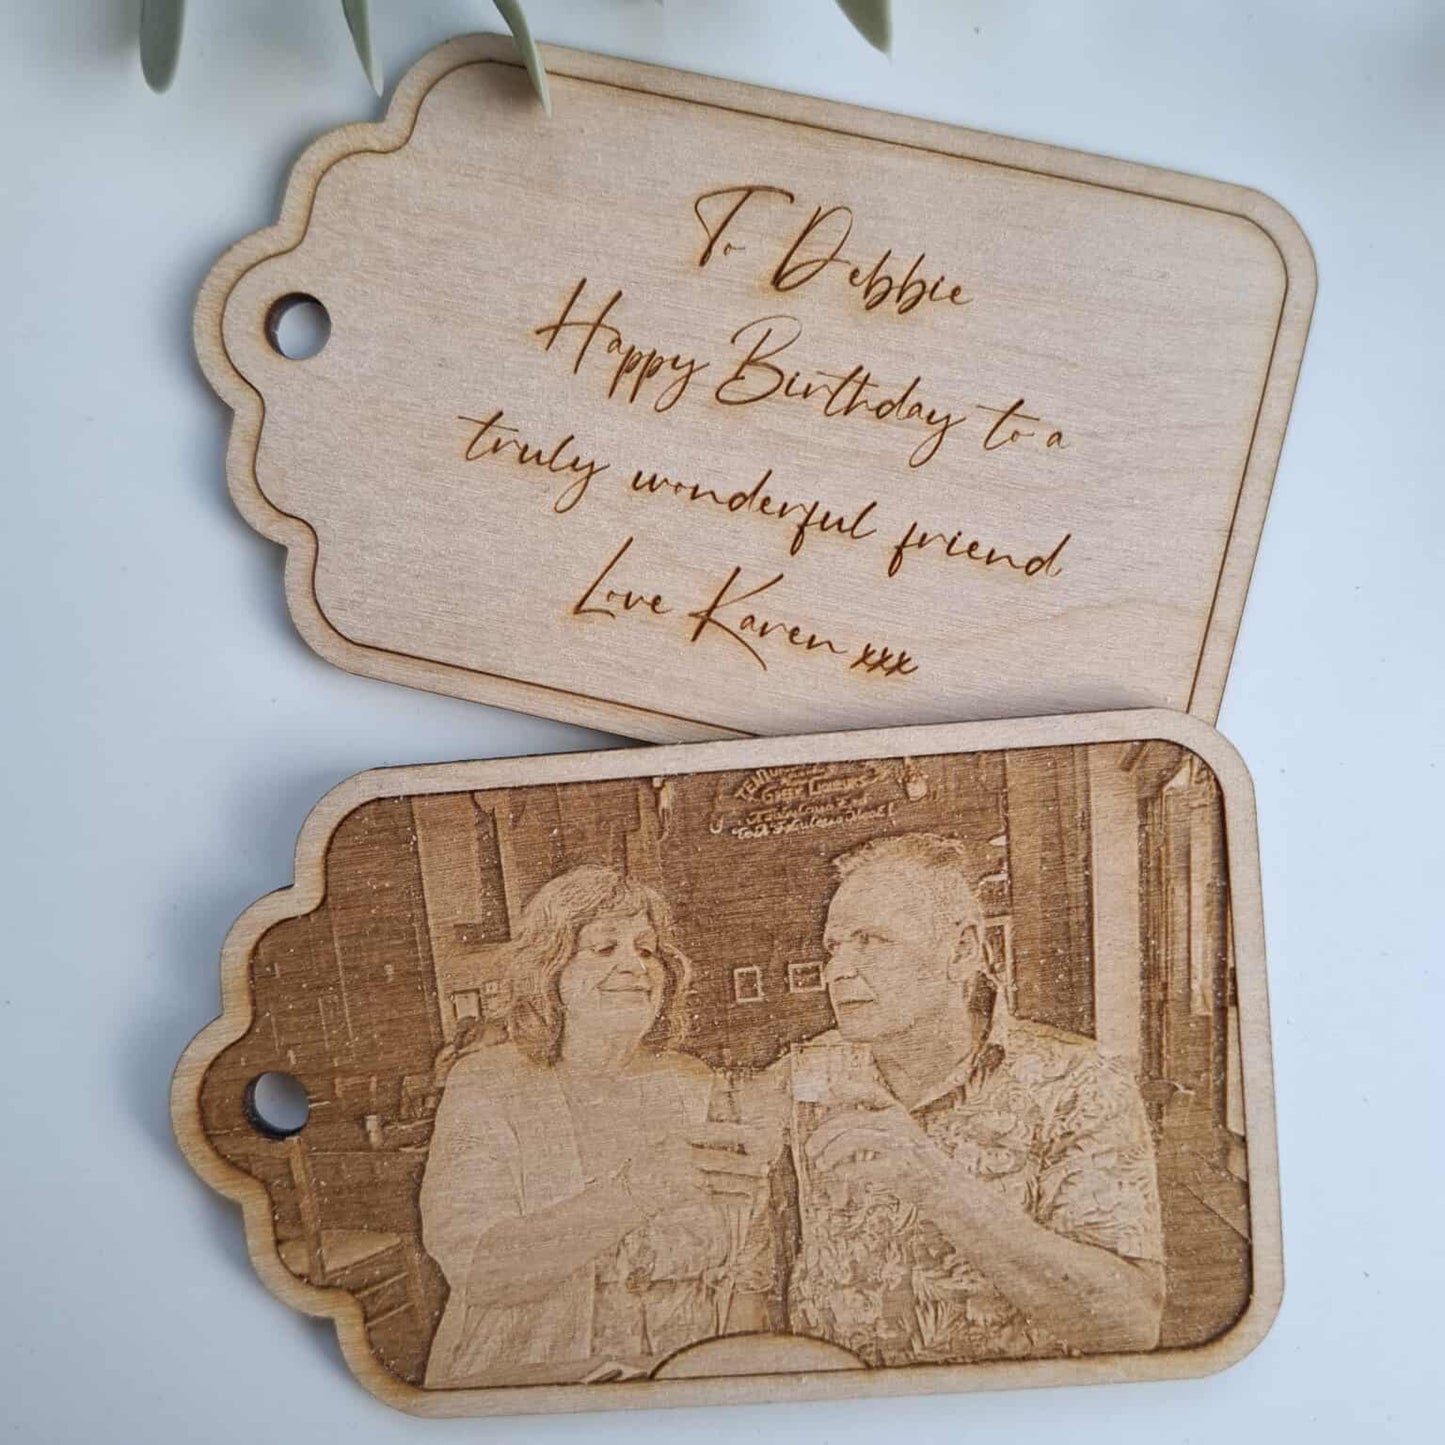 To Debbie
Happy Birthday to a
truly wonderful friend
Love Karen xxx